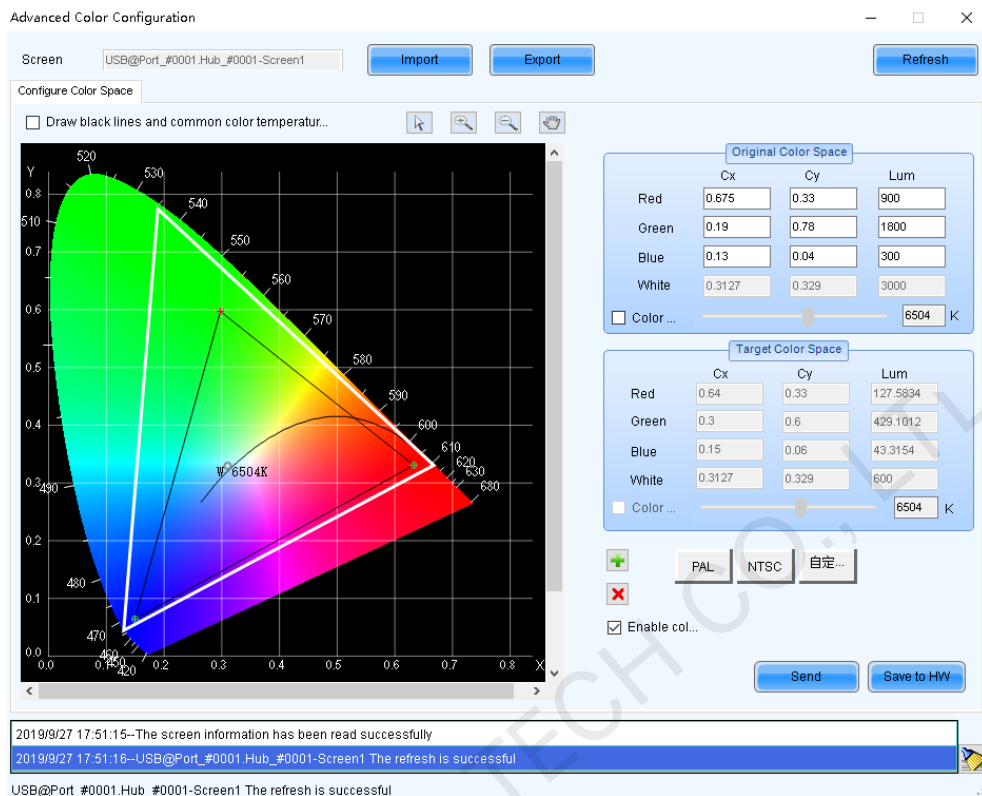 Advanced Color Configuration
Screen USB@Port_#0001.Hub_#0001-Screen1 Import Export Refresh
Configure Color Space
Draw black lines and common color temperatur...
Original Color Space
Cx Cy Lum
Red 0.675 0.33 900
Green 0.19 0.78 1800
Blue 0.13 0.04 300
White 0.3127 0.329 3000
Color ... 6504 K
Target Color Space
Cx Cy Lum
Red 0.64 0.33 127.5834
Green 0.3 0.6 429.1012
Blue 0.15 0.06 43.3154
White 0.3127 0.329 600
Color ... 6504 K
PAL NTSC 自定...
Enable col...
Send Save to HW
Y
0.8
0.7
0.6
0.5
0.4
0.3
0.2
0.1
0.0
0.0 0.1 0.2 0.3 0.4 0.5 0.6 0.7 0.8 X
520
530
510
540
550
560
570
580
590
600
610
620
630
680
490
480
470
460
450
420
W 6504K
2019/9/27 17:51:15--The screen information has been read successfully
2019/9/27 17:51:16--USB@Port_#0001.Hub_#0001-Screen1 The refresh is successful
USB@Port_#0001.Hub_#0001-Screen1 The refresh is successful
TECH CO., LTD